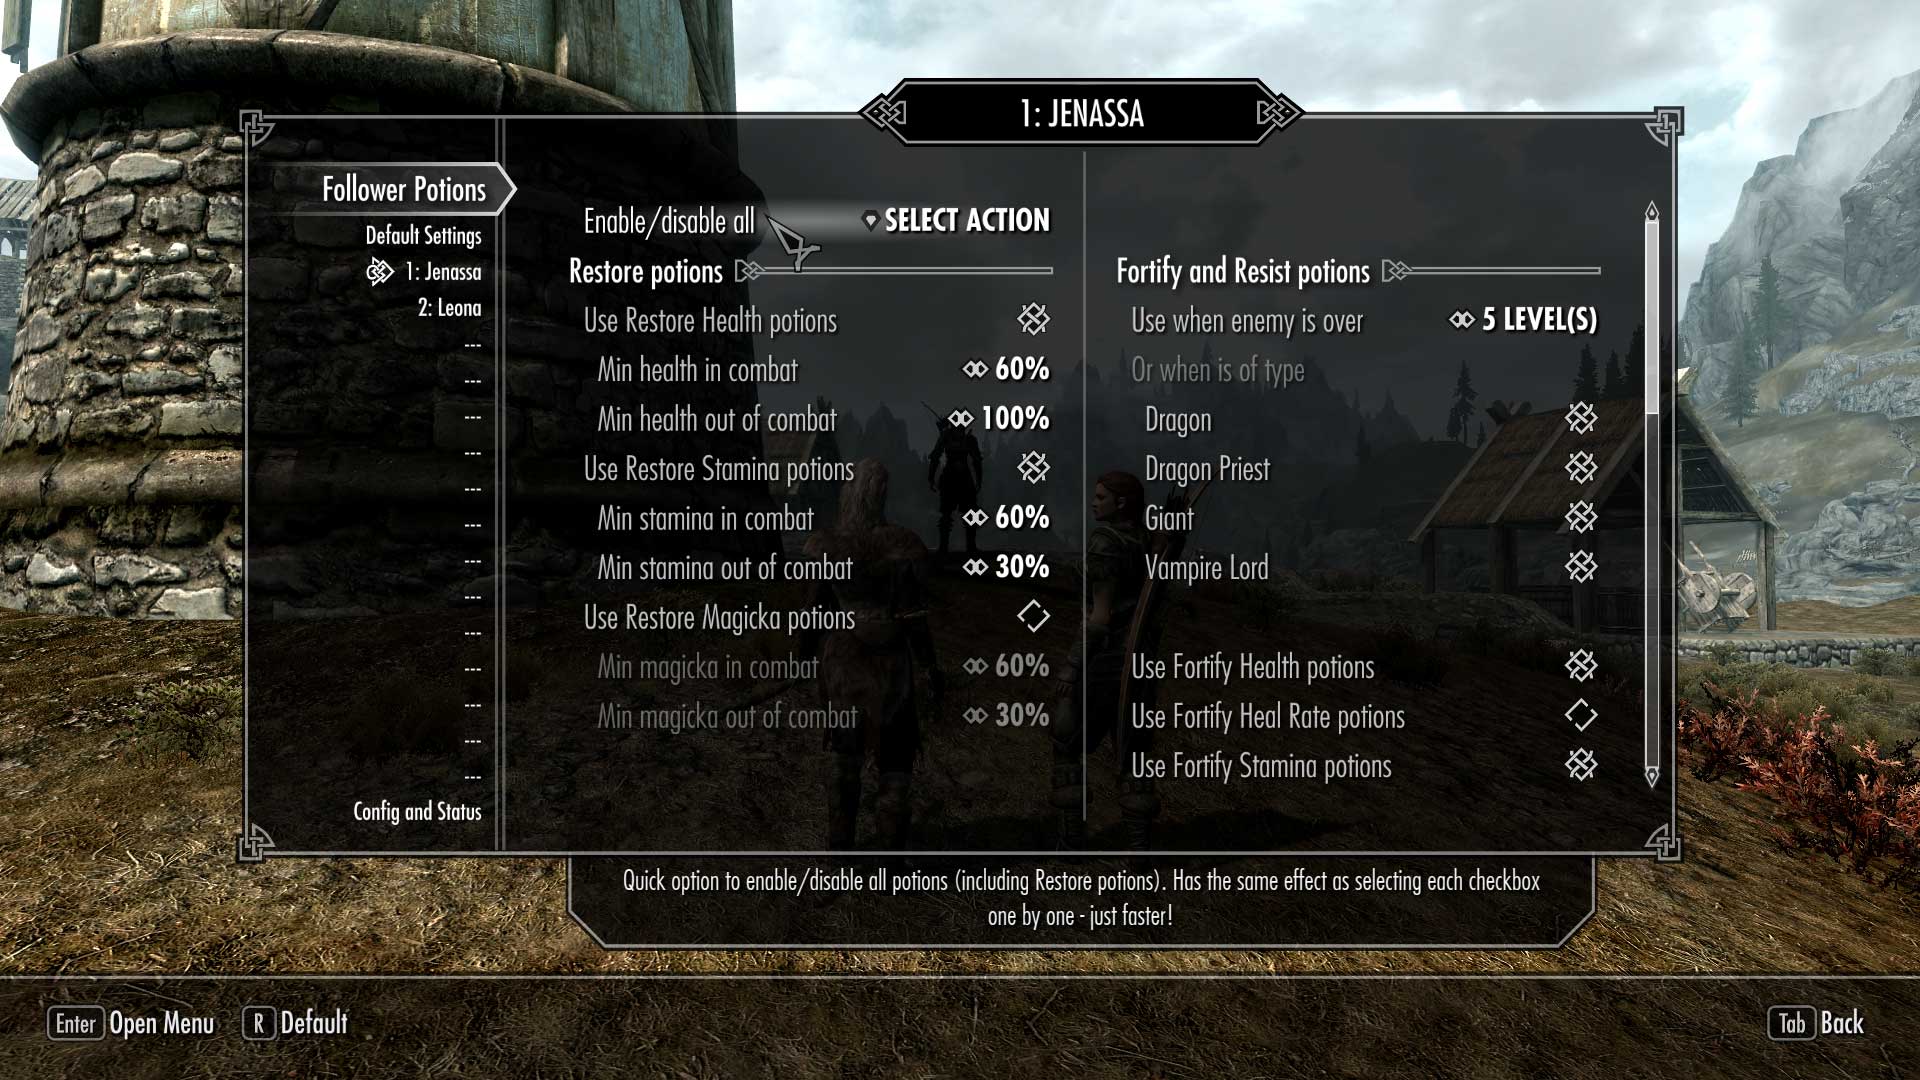 1: JENASSA
Follower Potions
Default Settings
1: Jenassa
2: Leona
---
---
---
---
---
---
---
---
---
---
---
---
---
Config and Status
Enable/disable all SELECT ACTION
Restore potions
Use Restore Health potions
Min health in combat 60%
Min health out of combat 100%
Use Restore Stamina potions
Min stamina in combat 60%
Min stamina out of combat 30%
Use Restore Magicka potions
Min magicka in combat 60%
Min magicka out of combat 30%
Fortify and Resist potions
Use when enemy is over 5 LEVEL(S)
Or when is of type
Dragon
Dragon Priest
Giant
Vampire Lord
Use Fortify Health potions
Use Fortify Heal Rate potions
Use Fortify Stamina potions
Quick option to enable/disable all potions (including Restore potions). Has the same effect as selecting each checkbox
one by one - just faster!
Enter Open Menu R Default Tab Back